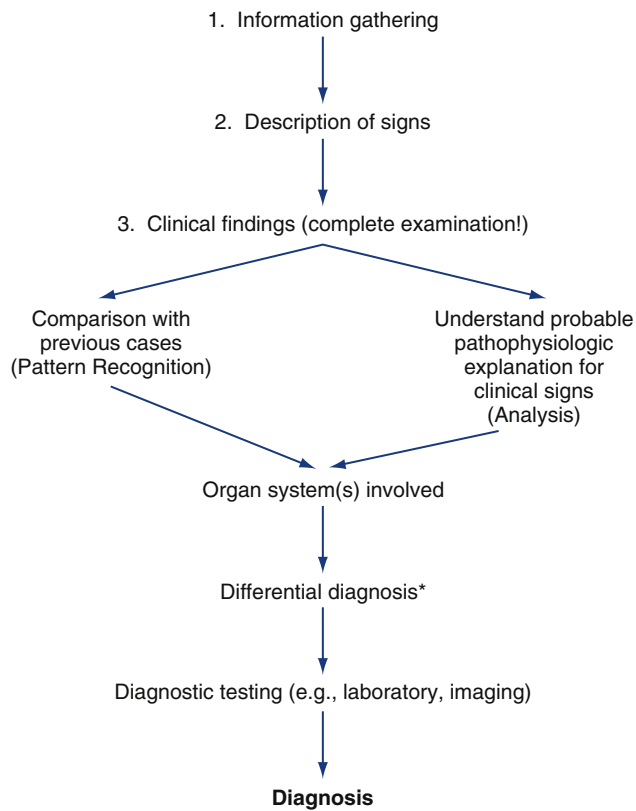 1. Information gathering
2. Description of signs
3. Clinical findings (complete examination!)
Comparison with
previous cases
(Pattern Recognition)
Understand probable
pathophysiologic
explanation for
clinical signs
(Analysis)
Organ system(s) involved
Differential diagnosis*
Diagnostic testing (e.g., laboratory, imaging)
Diagnosis